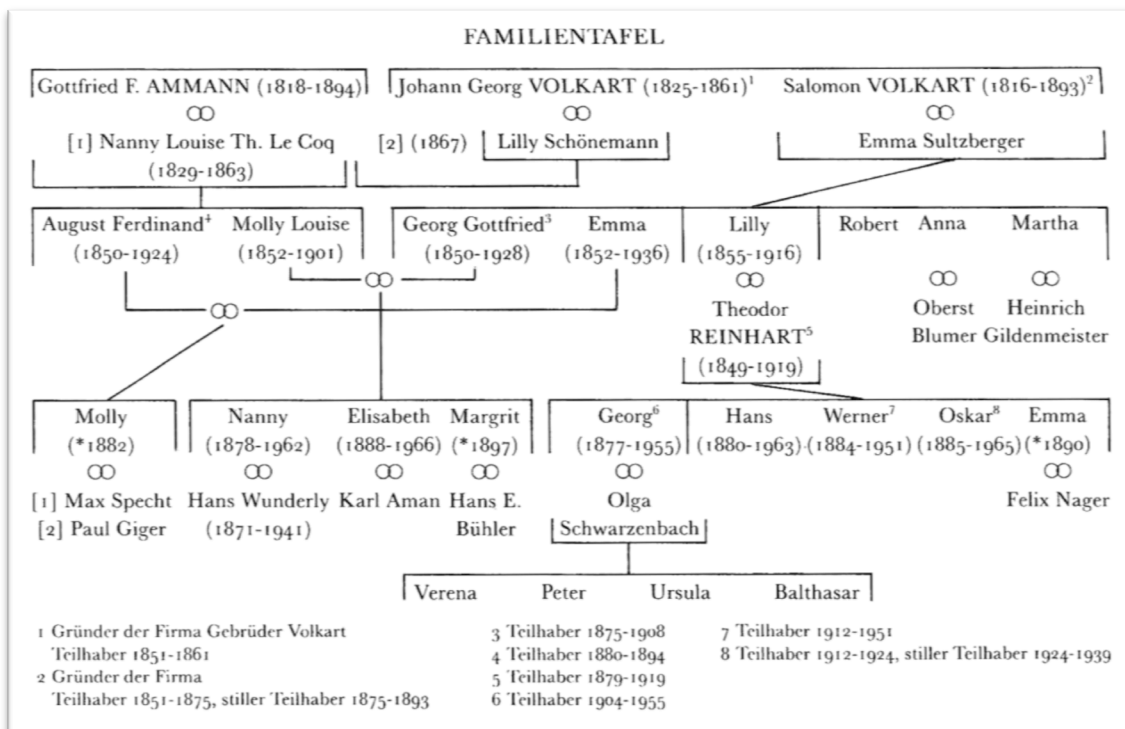 FAMILIENTAFEL
Gottfried F. AMMANN (1818-1894) Johann Georg VOLKART (1825-1861)¹ Salomon VOLKART (1816-1893)²
[1] Nanny Louise Th. Le Coq [2] (1867) Lilly Schönemann Emma Sultzberger
(1829-1863)
August Ferdinand⁴ Molly Louise Georg Gottfried³ Emma Lilly Robert Anna Martha
(1850-1924) (1852-1901) (1850-1928) (1852-1936) (1855-1916)
Theodor Oberst Heinrich
REINHART⁵ Blumer Gildenmeister
(1849-1919)
Molly Nanny Elisabeth Margrit Georg⁶ Hans Werner⁷ Oskar⁸ Emma
(*1882) (1878-1962) (1888-1966) (*1897) (1877-1955) (1880-1963) (1884-1951) (1885-1965) (*1890)
[1] Max Specht Hans Wunderly Karl Aman Hans E. Olga Felix Nager
[2] Paul Giger (1871-1941) Bühler Schwarzenbach
Verena Peter Ursula Balthasar
1 Gründer der Firma Gebrüder Volkart
Teilhaber 1851-1861
2 Gründer der Firma
Teilhaber 1851-1875, stiller Teilhaber 1875-1893
3 Teilhaber 1875-1908
4 Teilhaber 1880-1894
5 Teilhaber 1879-1919
6 Teilhaber 1904-1955
7 Teilhaber 1912-1951
8 Teilhaber 1912-1924, stiller Teilhaber 1924-1939